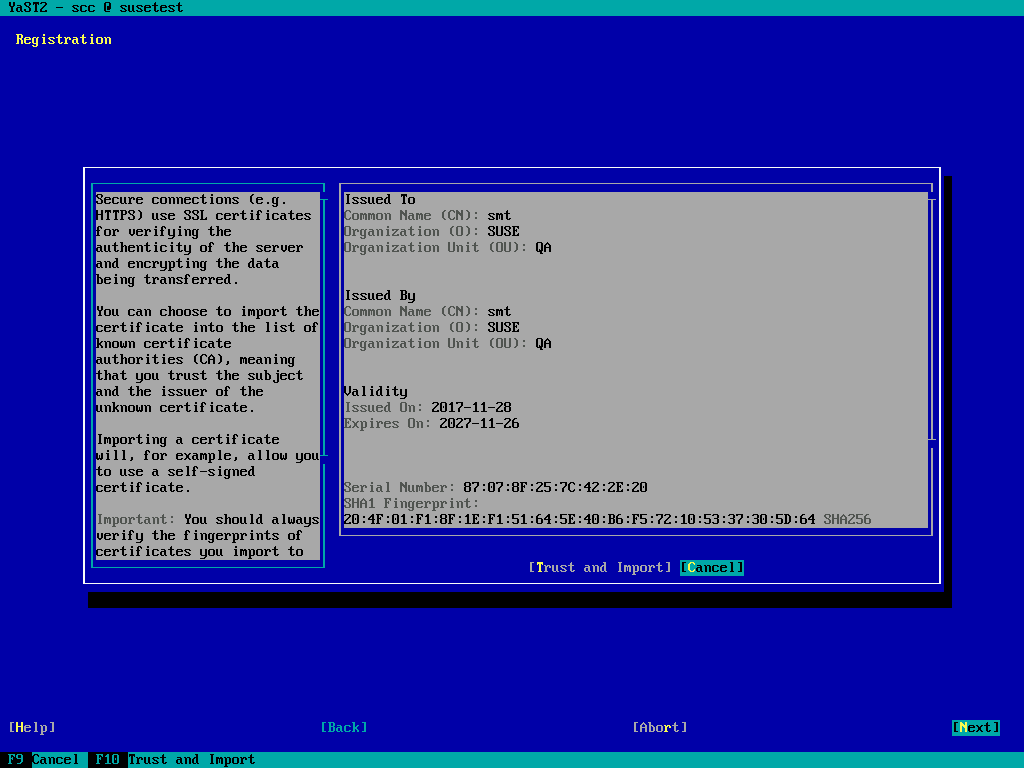 YaST2 - scc @ susetest
Registration
Secure connections (e.g.
HTTPS) use SSL certificates
for verifying the
authenticity of the server
and encrypting the data
being transferred.
You can choose to import the
certificate into the list of
known certificate
authorities (CA), meaning
that you trust the subject
and the issuer of the
unknown certificate.
Importing a certificate
will, for example, allow you
to use a self-signed
certificate.
Important: You should always
verify the fingerprints of
certificates you import to
Issued To
Common Name (CN): smt
Organization (O): SUSE
Organization Unit (OU): QA
Issued By
Common Name (CN): smt
Organization (O): SUSE
Organization Unit (OU): QA
Validity
Issued On: 2017-11-28
Expires On: 2027-11-26
Serial Number: 87:07:8F:25:7C:42:2E:20
SHA1 Fingerprint:
20:4F:01:F1:8F:1E:F1:51:64:5E:40:B6:F5:72:10:53:37:30:5D:64 SHA256
[Trust and Import] [Cancel]
[Help] [Back] [Abort] [Next]
F9 Cancel F10 Trust and Import